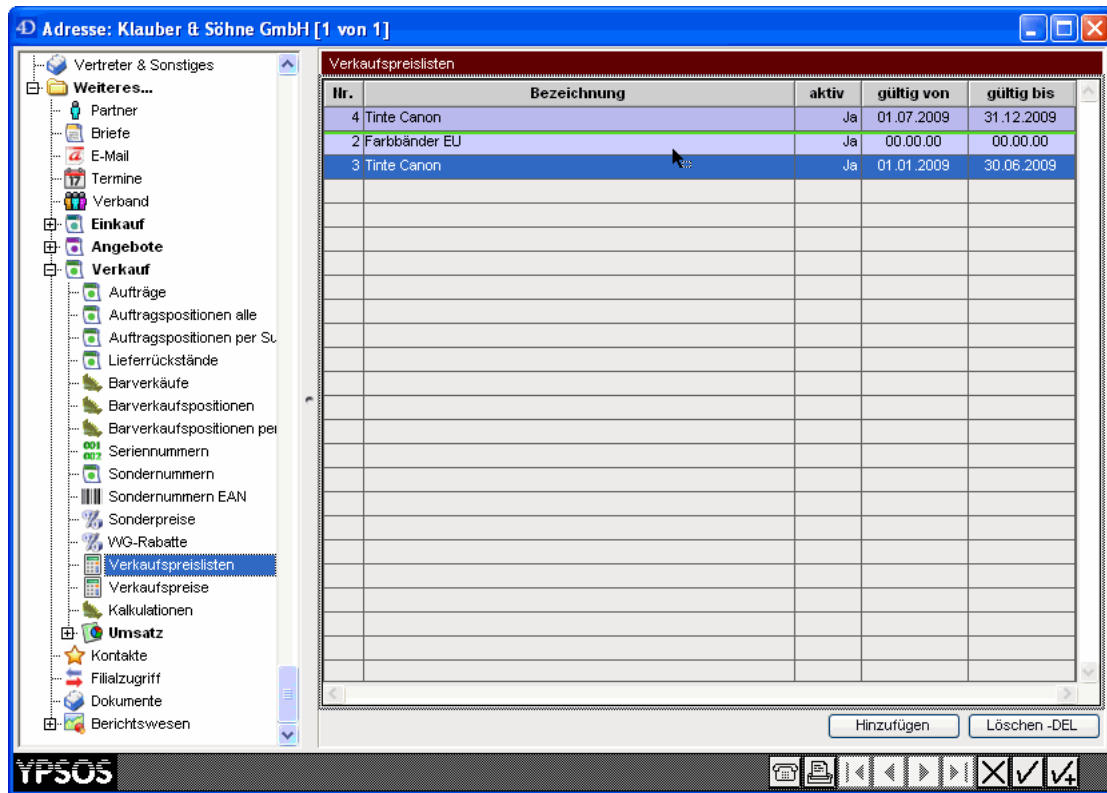 Adresse: Klauber & Söhne GmbH [1 von 1]
Vertreter & Sonstiges
Weiteres...
Partner
Briefe
E-Mail
Termine
Verband
Einkauf
Angebote
Verkauf
Aufträge
Auftragspositionen alle
Auftragspositionen per Su
Lieferrückstände
Barverkäufe
Barverkaufspositionen
Barverkaufspositionen per
Seriennummern
Sondernummern
Sondernummern EAN
Sonderpreise
WG-Rabatte
Verkaufspreislisten
Verkaufspreise
Kalkulationen
Umsatz
Kontakte
Filialzugriff
Dokumente
Berichtswesen
Verkaufspreislisten
Nr. Bezeichnung aktiv gültig von gültig bis
4 Tinte Canon Ja 01.07.2009 31.12.2009
2 Farbbänder EU Ja 00.00.00 00.00.00
3 Tinte Canon Ja 01.01.2009 30.06.2009
Hinzufügen Löschen -DEL
YPSOS